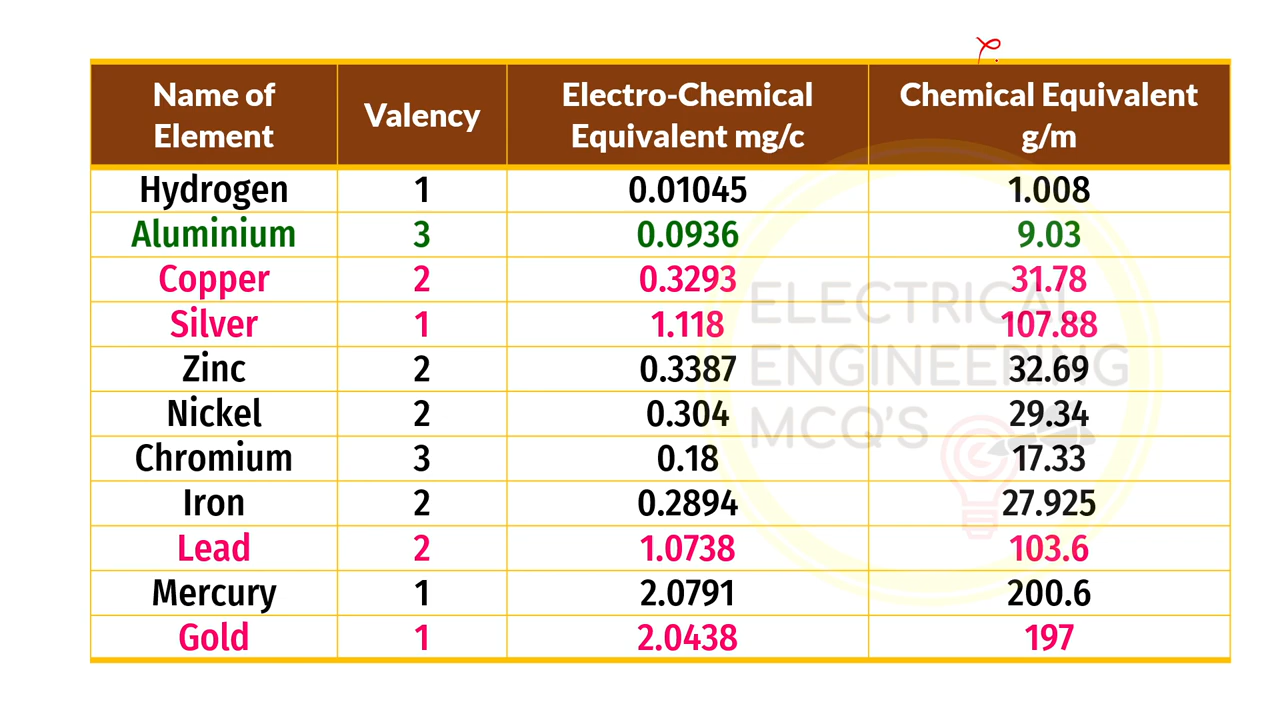 Name of Element | Valency | Electro-Chemical Equivalent mg/c | Chemical Equivalent g/m
Hydrogen 1 0.01045 1.008
Aluminium 3 0.0936 9.03
Copper 2 0.3293 31.78
Silver 1 1.118 107.88
Zinc 2 0.3387 32.69
Nickel 2 0.304 29.34
Chromium 3 0.18 17.33
Iron 2 0.2894 27.925
Lead 2 1.0738 103.6
Mercury 1 2.0791 200.6
Gold 1 2.0438 197
ELECTRICAL
ENGINEERING
MCQ'S